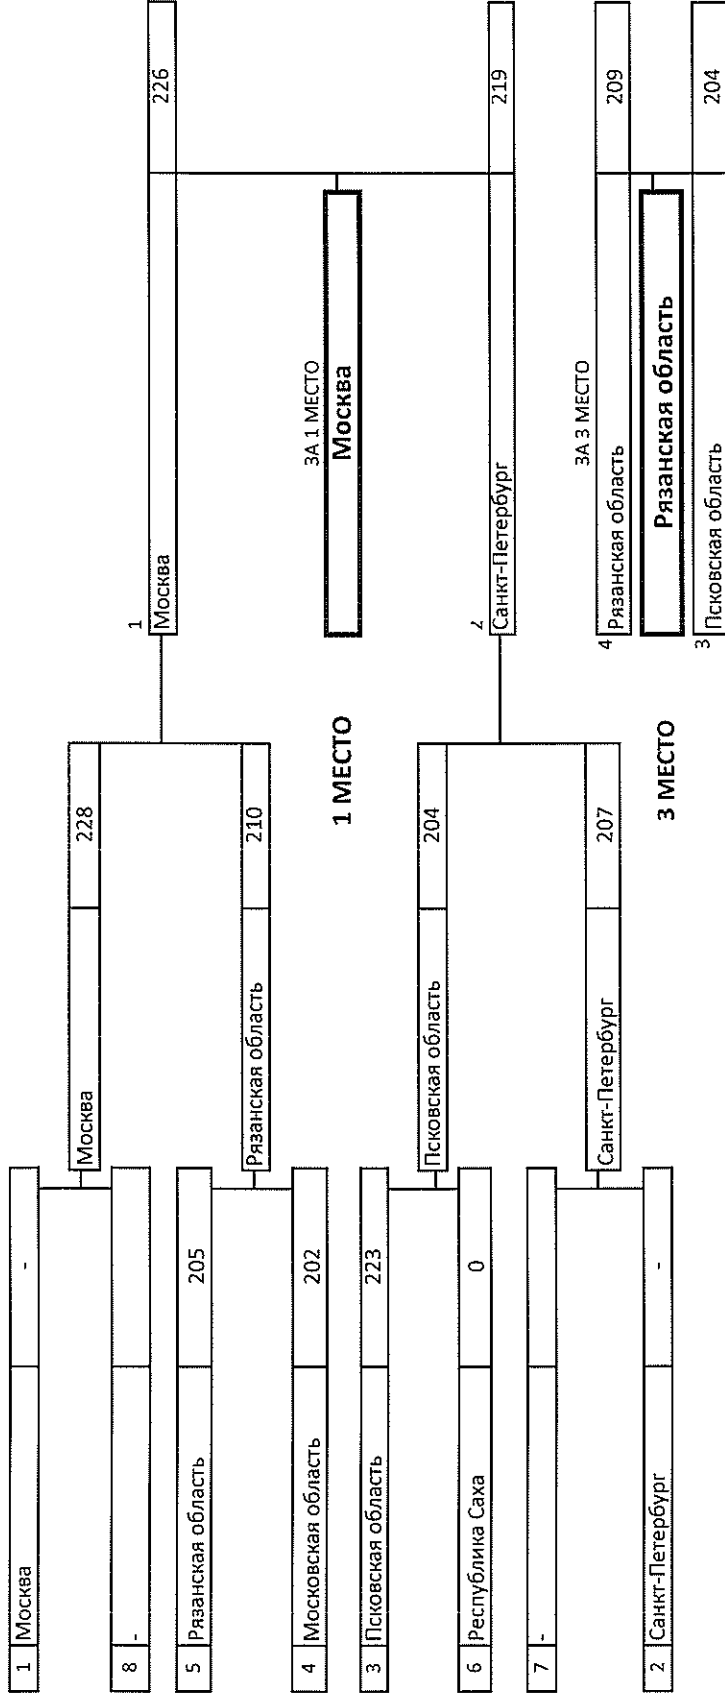 1 Москва -
8 -
5 Рязанская область 205
4 Московская область 202
3 Псковская область 223
6 Республика Саха 0
7 -
2 Санкт-Петербург -
Москва 228
Рязанская область 210
Псковская область 204
Санкт-Петербург 207
1 МЕСТО
3 МЕСТО
1
Москва 226
ЗА 1 МЕСТО
Москва
2
Санкт-Петербург 219
ЗА 3 МЕСТО
4 Рязанская область 209
Рязанская область
3 Псковская область 204